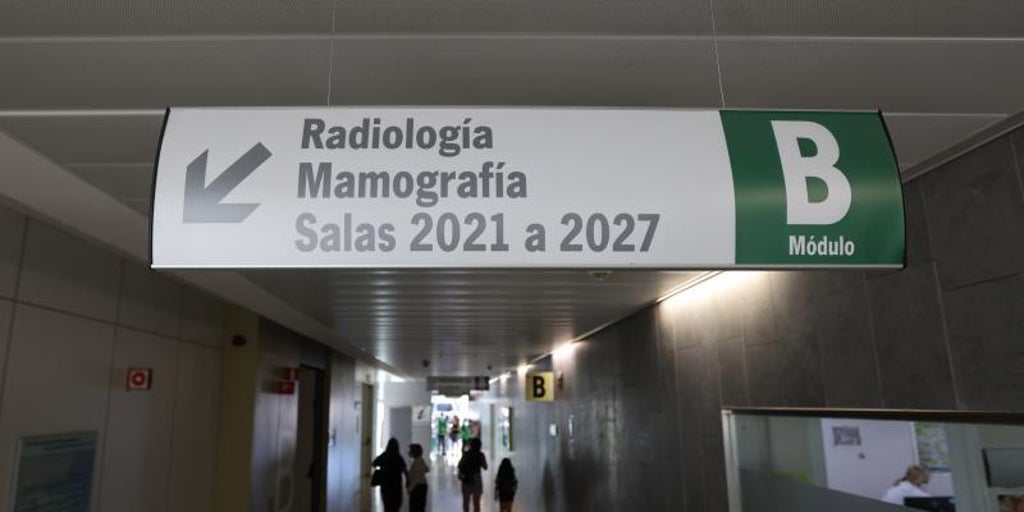 Radiología
Mamografía
Salas 2021 a 2027
B
Módulo
B